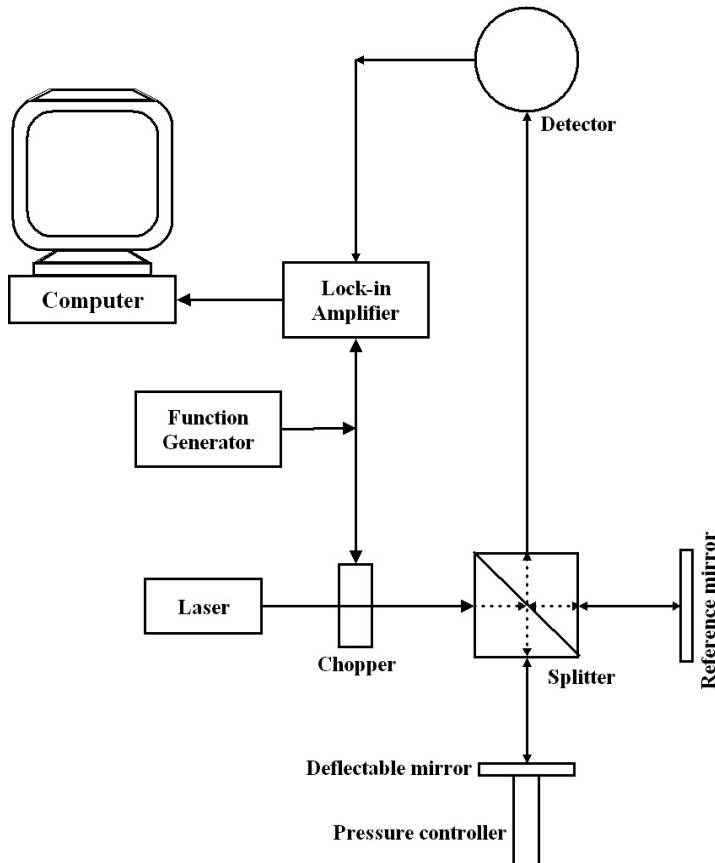 Detector
Computer
Lock-in
Amplifier
Function
Generator
Laser
Chopper
Splitter
Reference mirror
Deflectable mirror
Pressure controller